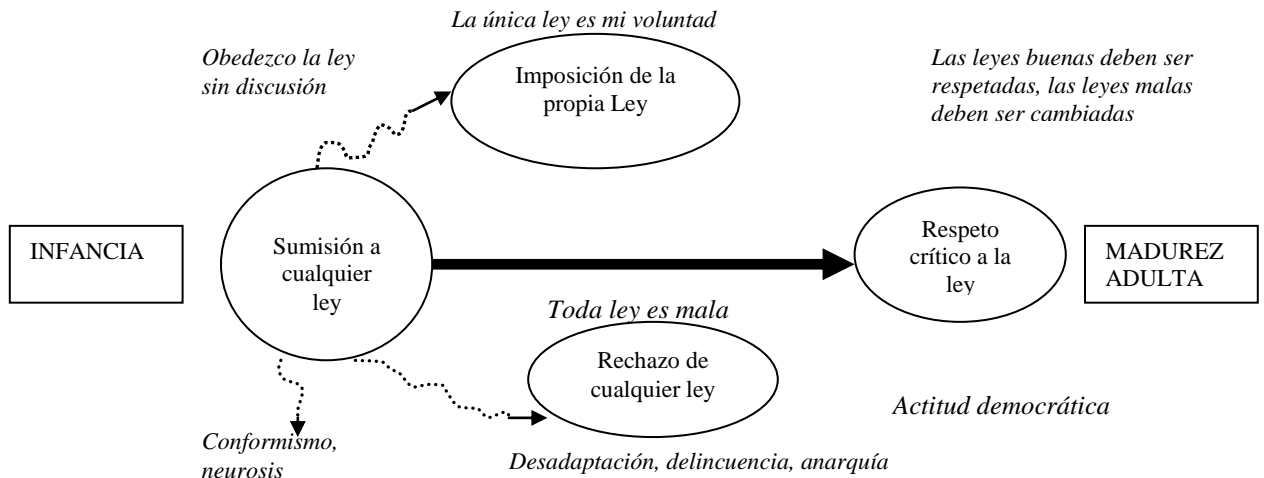 La única ley es mi voluntad
Obedezco la ley
sin discusión
Imposición de la
propia Ley
Las leyes buenas deben ser
respetadas, las leyes malas
deben ser cambiadas
INFANCIA
Sumisión a
cualquier
ley
Respeto
crítico a la
ley
MADUREZ
ADULTA
Toda ley es mala
Rechazo de
cualquier ley
Actitud democrática
Conformismo,
neurosis
Desadaptación, delincuencia, anarquía